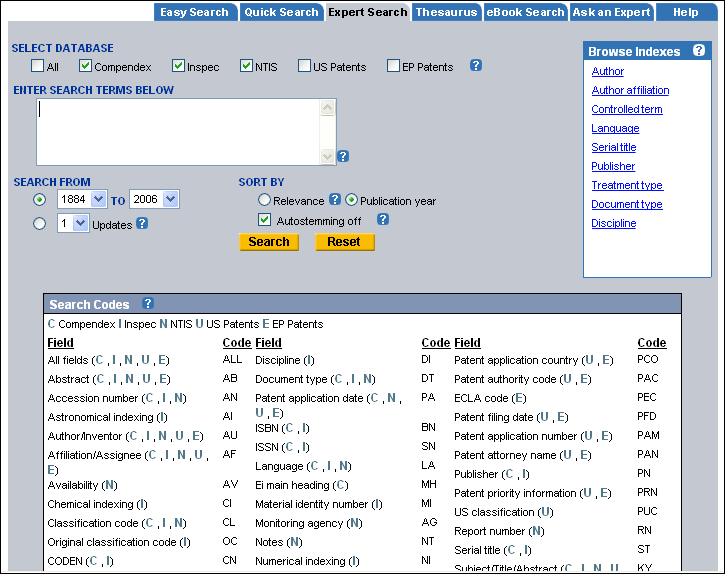 Easy Search Quick Search Expert Search Thesaurus eBook Search Ask an Expert Help
SELECT DATABASE
All Compendex Inspec NTIS US Patents EP Patents ?
ENTER SEARCH TERMS BELOW
?
SEARCH FROM
1884 TO 2006
1 Updates ?
SORT BY
Relevance ? Publication year
Autostemming off ?
Search Reset
Browse Indexes ?
Author
Author affiliation
Controlled term
Language
Serial title
Publisher
Treatment type
Document type
Discipline
Search Codes ?
C Compendex I Inspec N NTIS U US Patents E EP Patents
Field Code
All fields (C , I , N , U , E) ALL
Abstract (C , I , N , U , E) AB
Accession number (C , I , N) AN
Astronomical indexing (I) AI
Author/Inventor (C , I , N , U , E) AU
Affiliation/Assignee (C , I , N , U , AF
E)
Availability (N) AV
Chemical indexing (I) CI
Classification code (C , I , N) CL
Original classification code (I) OC
CODEN (C , I) CN
Field Code
Discipline (I) DI
Document type (C , I , N) DT
Patent application date (C , N , PA
U , E)
ISBN (C , I) BN
ISSN (C , I) SN
Language (C , I , N) LA
Ei main heading (C) MH
Material identity number (I) MI
Monitoring agency (N) AG
Notes (N) NT
Numerical indexing (I) NI
Field Code
Patent application country (U , E) PCO
Patent authority code (U , E) PAC
ECLA code (E) PEC
Patent filing date (U , E) PFD
Patent application number (U , E) PAM
Patent attorney name (U , E) PAN
Publisher (C , I) PN
Patent priority information (U , E) PRN
US classification (U) PUC
Report number (N) RN
Serial title (C , I) ST
Subject/Title/Abstract (C , I , N , U KY